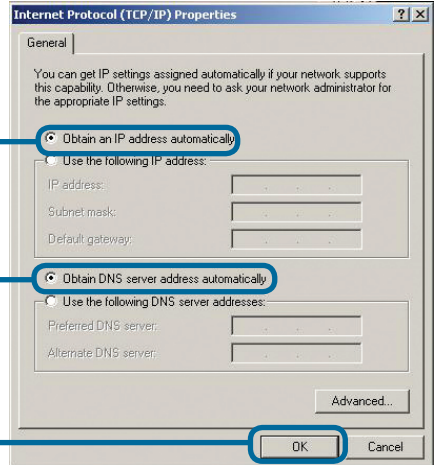 Internet Protocol (TCP/IP) Properties
General
You can get IP settings assigned automatically if your network supports
this capability. Otherwise, you need to ask your network administrator for
the appropriate IP settings.
Obtain an IP address automatically
Use the following IP address:
IP address:
Subnet mask:
Default gateway:
Obtain DNS server address automatically
Use the following DNS server addresses:
Preferred DNS server:
Alternate DNS server:
Advanced...
OK Cancel